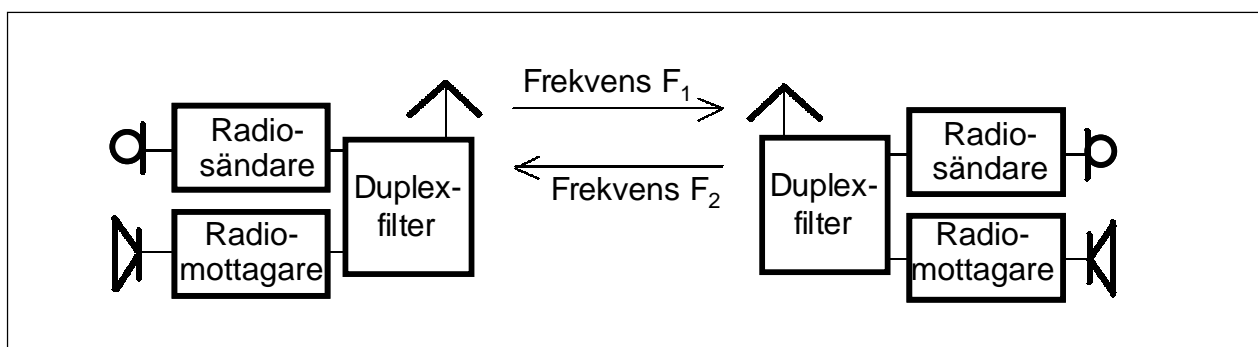 Radio-
sändare
Radio-
mottagare
Duplex-
filter
Frekvens F₁
Frekvens F₂
Duplex-
filter
Radio-
sändare
Radio-
mottagare